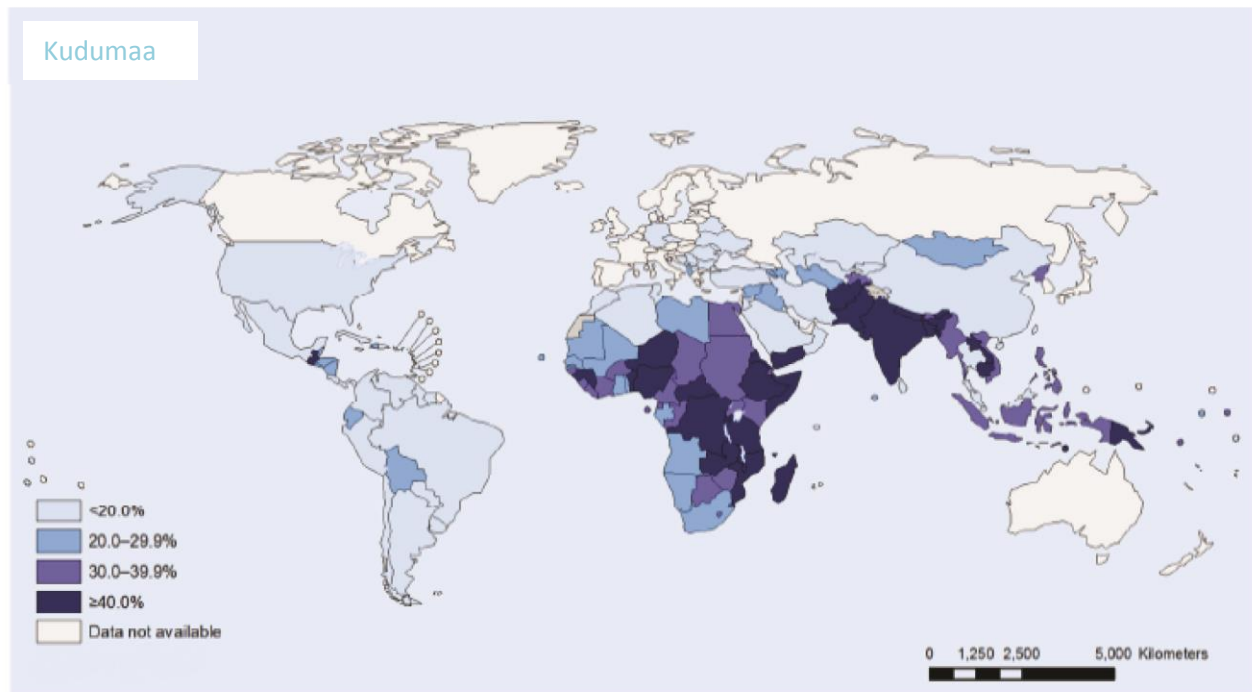 Kudumaa
<20.0%
20.0–29.9%
30.0–39.9%
≥40.0%
Data not available
0 1,250 2,500 5,000 Kilometers